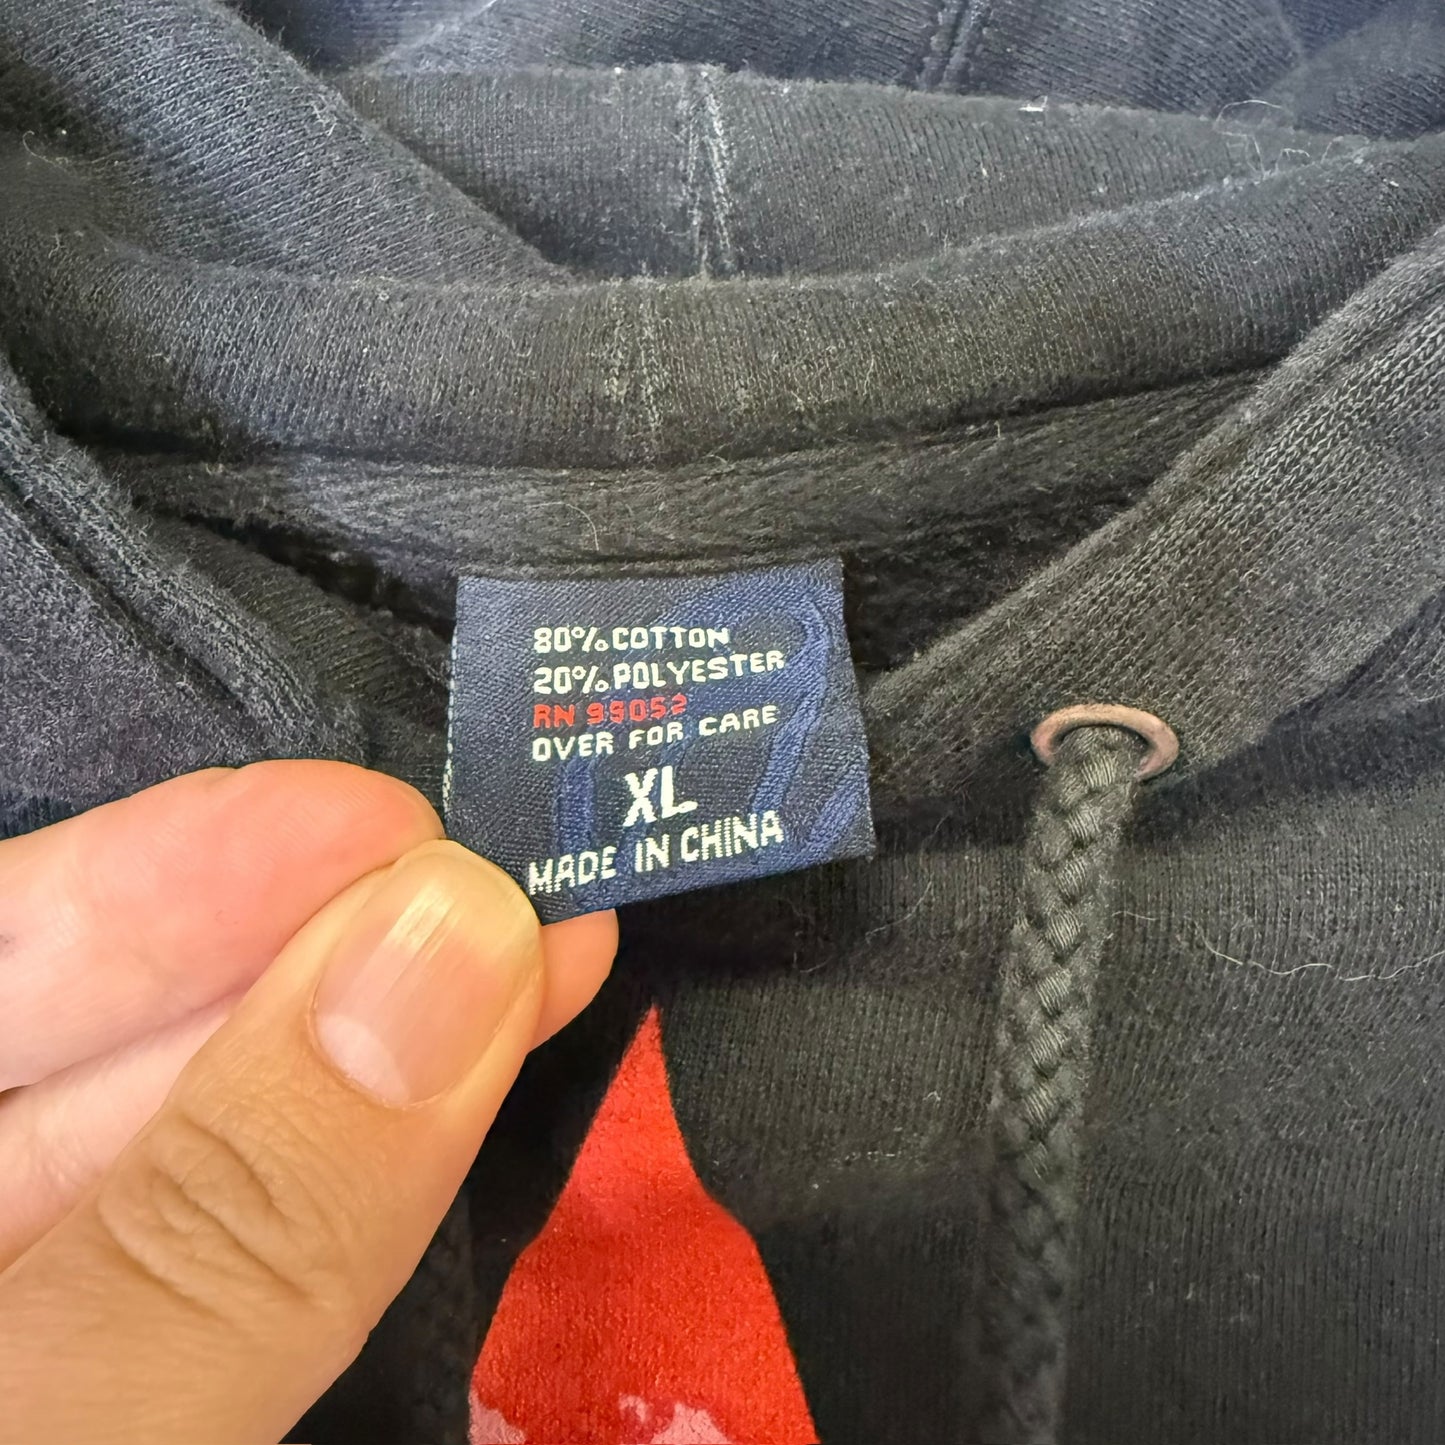 80% COTTON
20% POLYESTER
RN 99052
OVER FOR CARE
XL
MADE IN CHINA